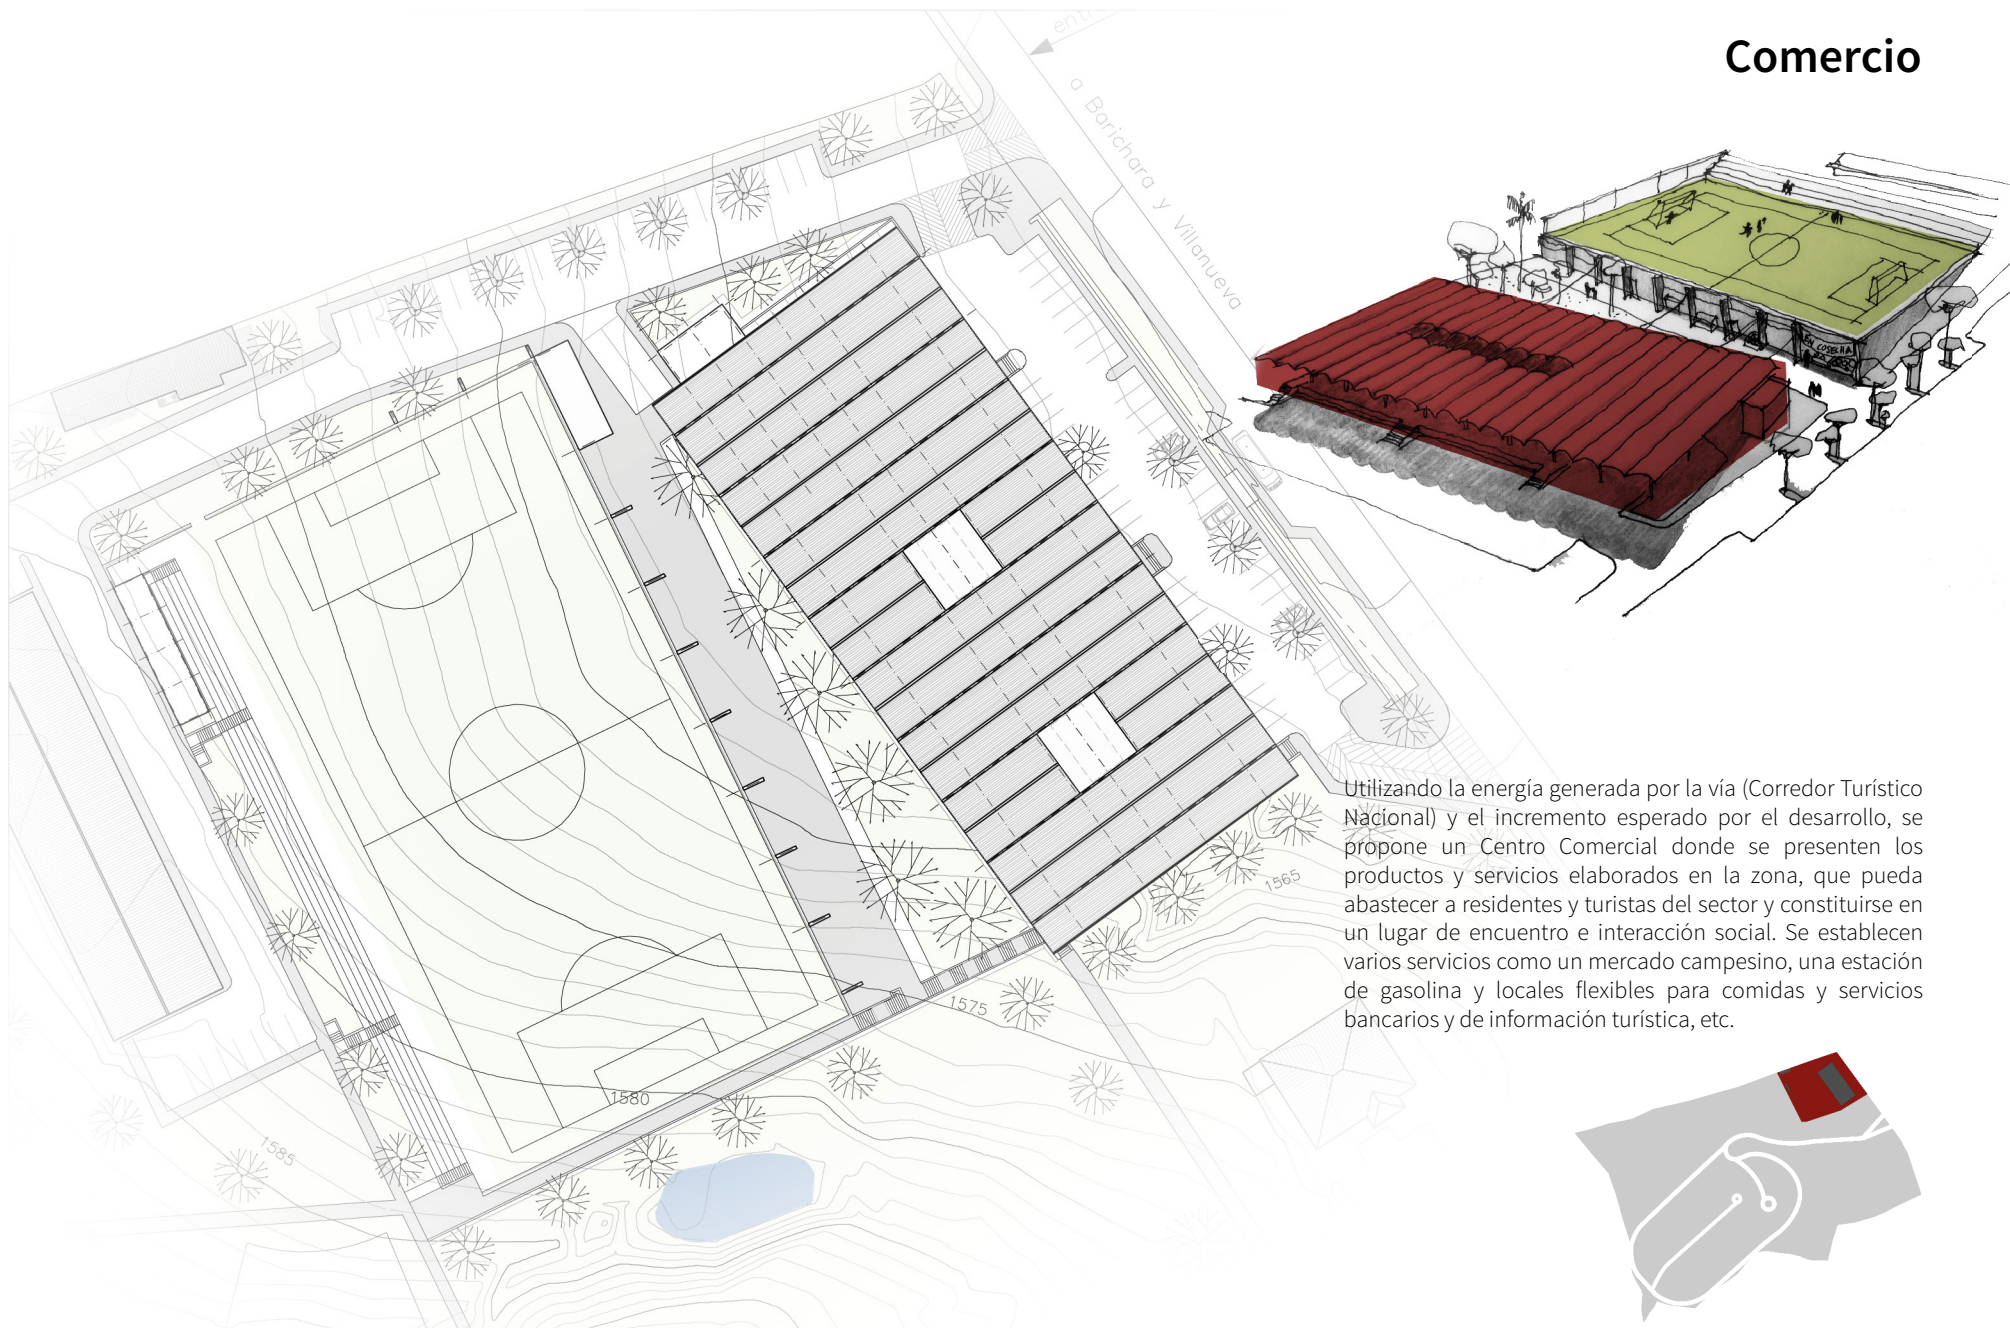 Comercio
a Barichara y Villanueva
EN COSECHA
Utilizando la energía generada por la vía (Corredor Turístico
Nacional) y el incremento esperado por el desarrollo, se
propone un Centro Comercial donde se presenten los
productos y servicios elaborados en la zona, que pueda
abastecer a residentes y turistas del sector y constituirse en
un lugar de encuentro e interacción social. Se establecen
varios servicios como un mercado campesino, una estación
de gasolina y locales flexibles para comidas y servicios
bancarios y de información turística, etc.
1565
1575
1580
1585